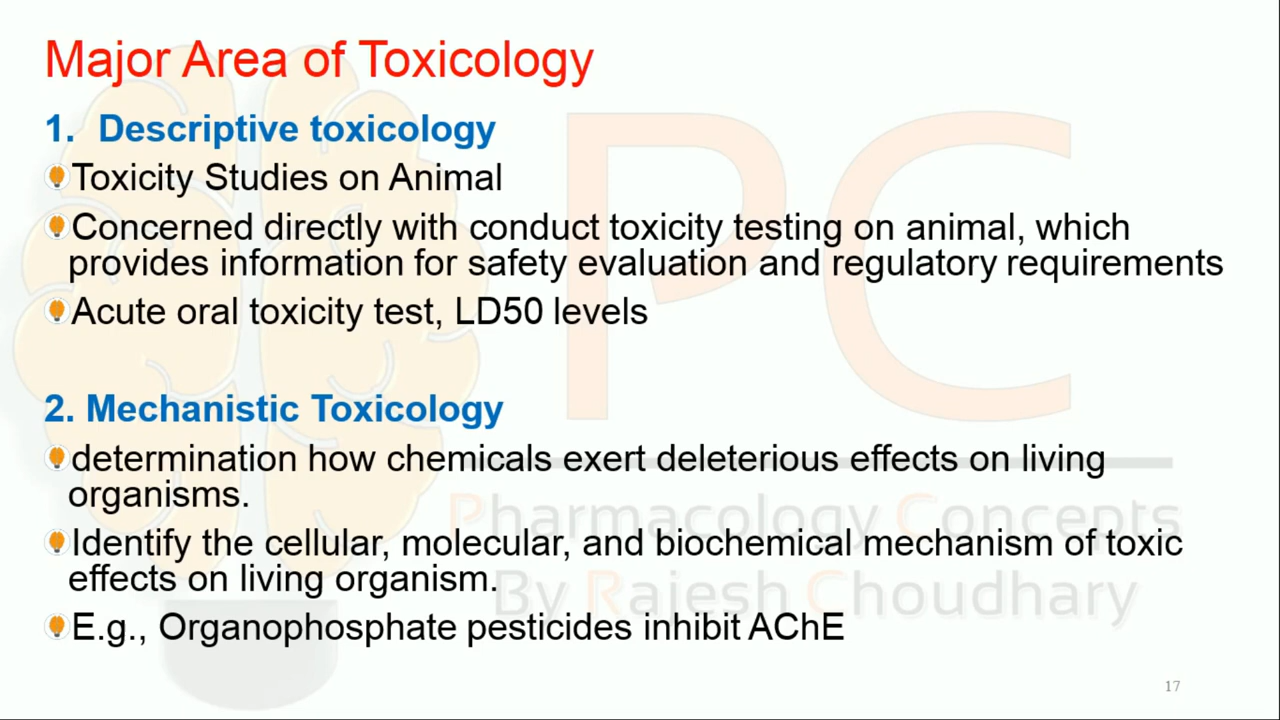 Major Area of Toxicology
1. Descriptive toxicology
Toxicity Studies on Animal
Concerned directly with conduct toxicity testing on animal, which
provides information for safety evaluation and regulatory requirements
Acute oral toxicity test, LD50 levels
2. Mechanistic Toxicology
determination how chemicals exert deleterious effects on living
organisms.
Identify the cellular, molecular, and biochemical mechanism of toxic
effects on living organism.
E.g., Organophosphate pesticides inhibit AChE
PC
Pharmacology Concepts
By Rajesh Choudhary
17